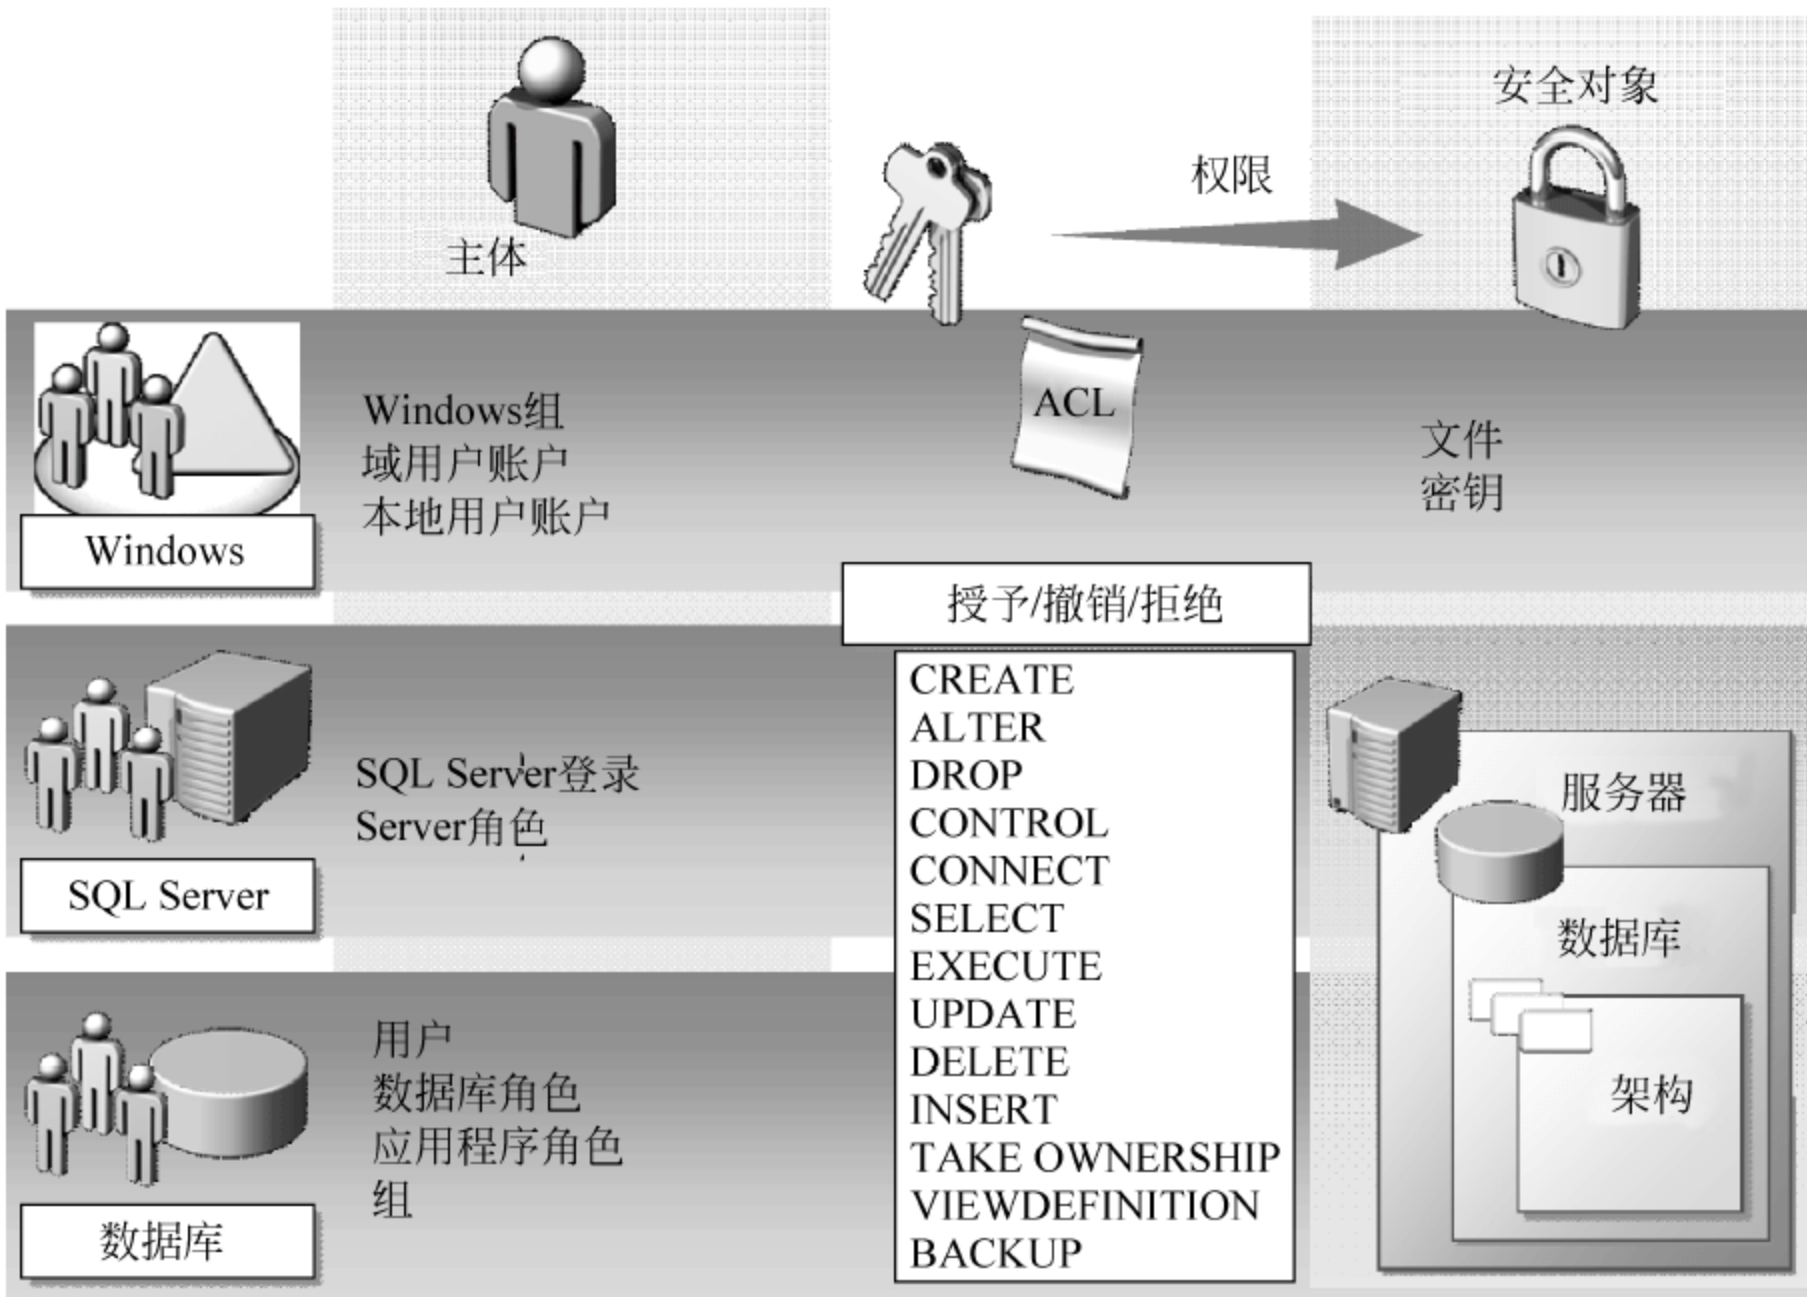 主体
权限
安全对象
Windows
Windows组
域用户账户
本地用户账户
ACL
文件
密钥
授予/撤销/拒绝
SQL Server
SQL Server登录
Server角色
CREATE
ALTER
DROP
CONTROL
CONNECT
SELECT
EXECUTE
UPDATE
DELETE
INSERT
TAKE OWNERSHIP
VIEWDEFINITION
BACKUP
服务器
数据库
架构
数据库
用户
数据库角色
应用程序角色
组